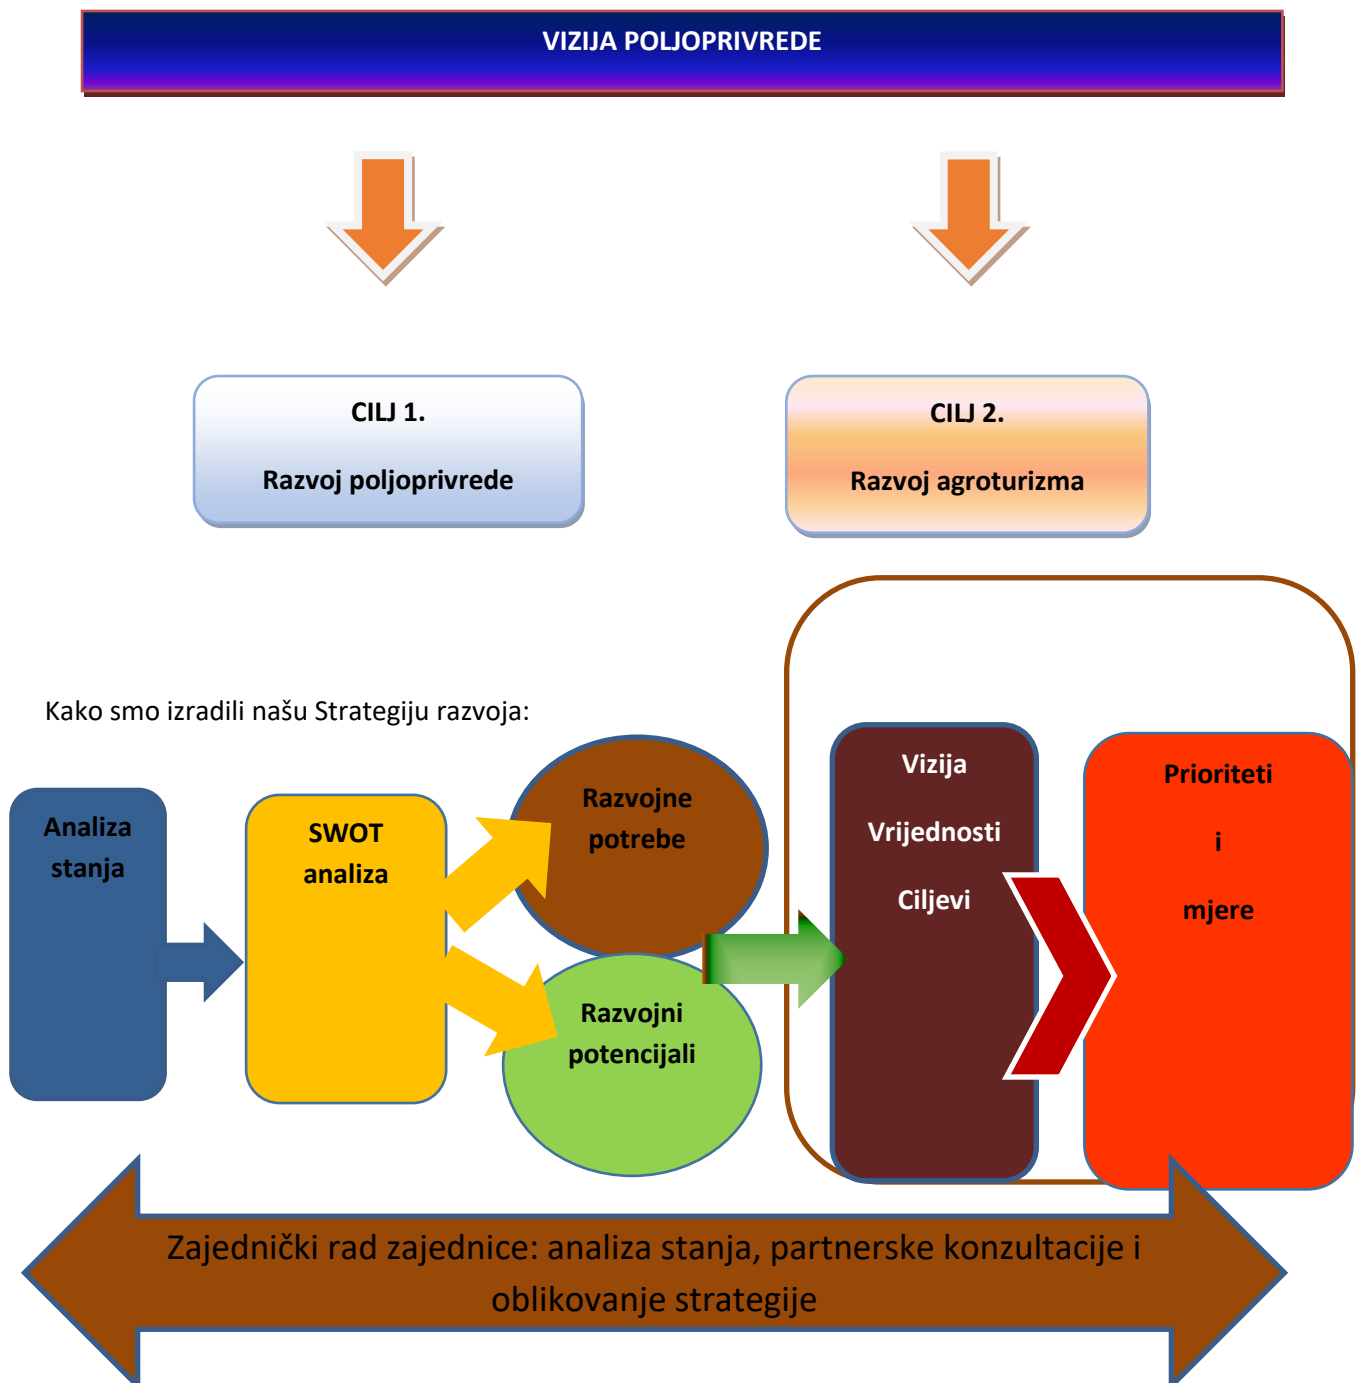 VIZIJA POLJOPRIVREDE
CILJ 1.
Razvoj poljoprivrede
CILJ 2.
Razvoj agroturizma
Kako smo izradili našu Strategiju razvoja:
Analiza
stanja
SWOT
analiza
Razvojne
potrebe
Razvojni
potencijali
Vizija
Vrijednosti
Ciljevi
Prioriteti
i
mjere
Zajednički rad zajednice: analiza stanja, partnerske konzultacije i
oblikovanje strategije